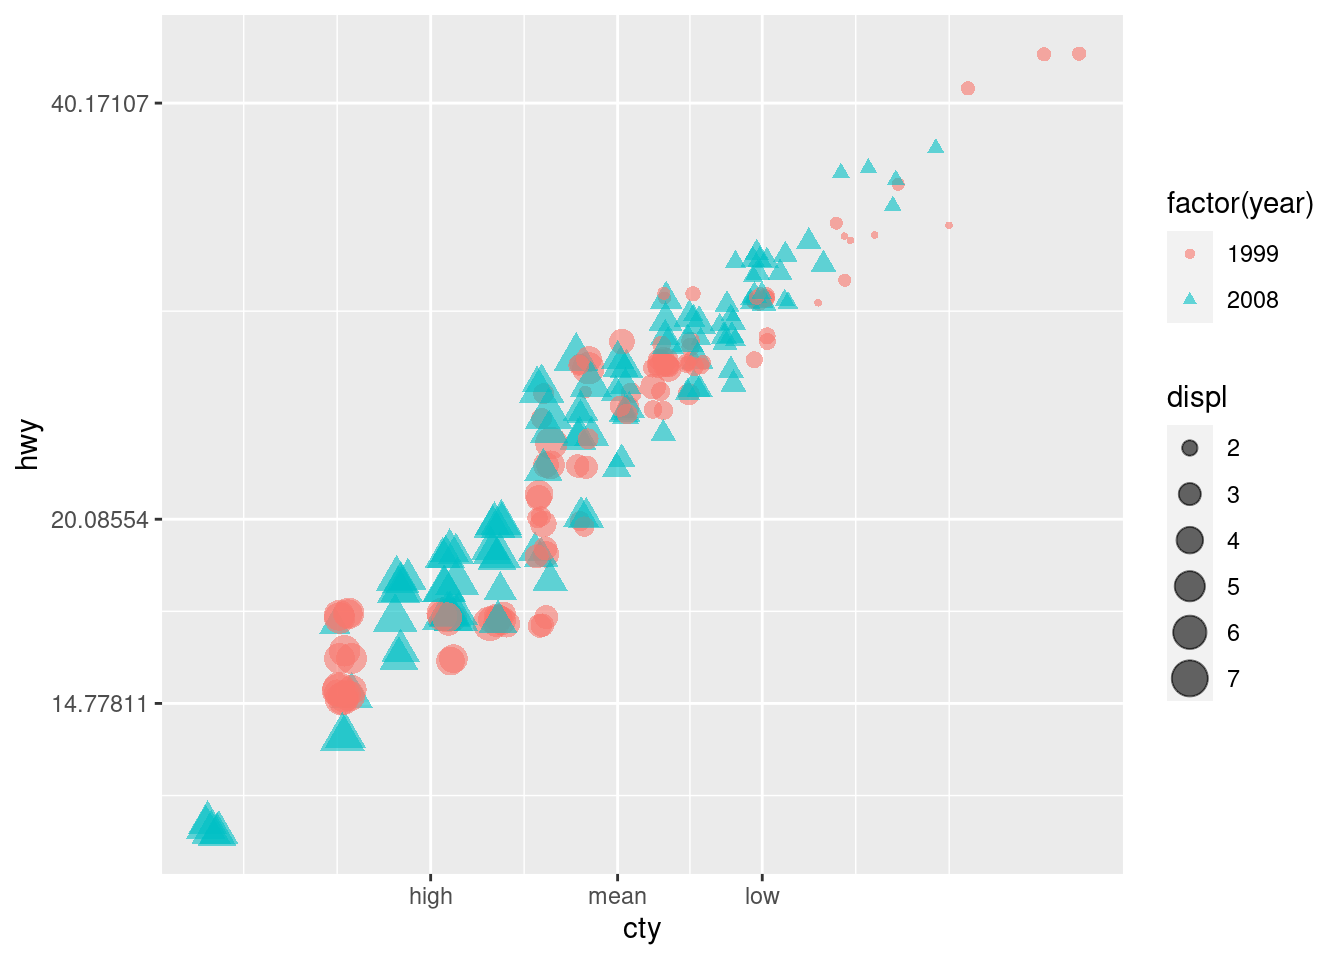 hwy
40.17107
20.08554
14.77811
high mean low
cty
factor(year)
1999
2008
displ
2
3
4
5
6
7